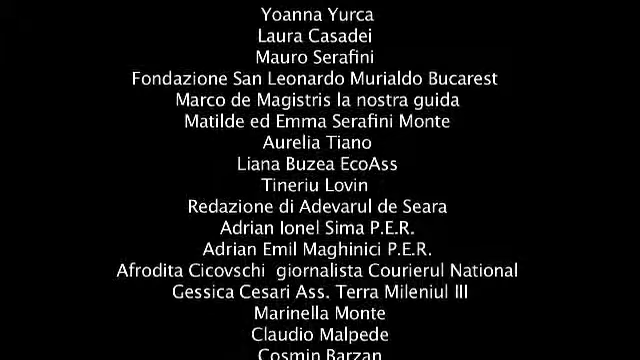 Yoanna Yurca
Laura Casadei
Mauro Serafini
Fondazione San Leonardo Murialdo Bucarest
Marco de Magistris la nostra guida
Matilde ed Emma Serafini Monte
Aurelia Tiano
Liana Buzea EcoAss
Tineriu Lovin
Redazione di Adevarul de Seara
Adrian Ionel Sima P.E.R.
Adrian Emil Maghinici P.E.R.
Afrodita Cicovschi giornalista Courierul National
Gessica Cesari Ass. Terra Mileniul III
Marinella Monte
Claudio Malpede
Cosmin Barzan